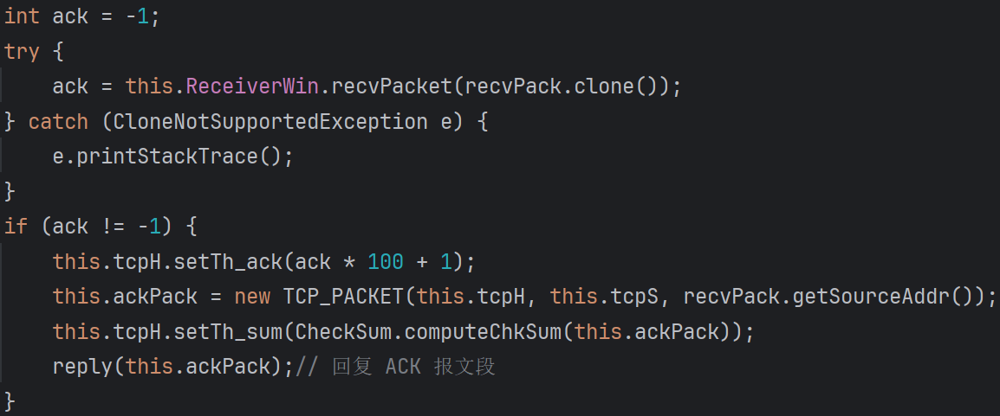 int ack = -1;
try {
    ack = this.ReceiverWin.recvPacket(recvPack.clone());
} catch (CloneNotSupportedException e) {
    e.printStackTrace();
}
if (ack != -1) {
    this.tcpH.setTh_ack(ack * 100 + 1);
    this.ackPack = new TCP_PACKET(this.tcpH, this.tcpS, recvPack.getSourceAddr());
    this.tcpH.setTh_sum(CheckSum.computeChkSum(this.ackPack));
    reply(this.ackPack);// 回复 ACK 报文段
}